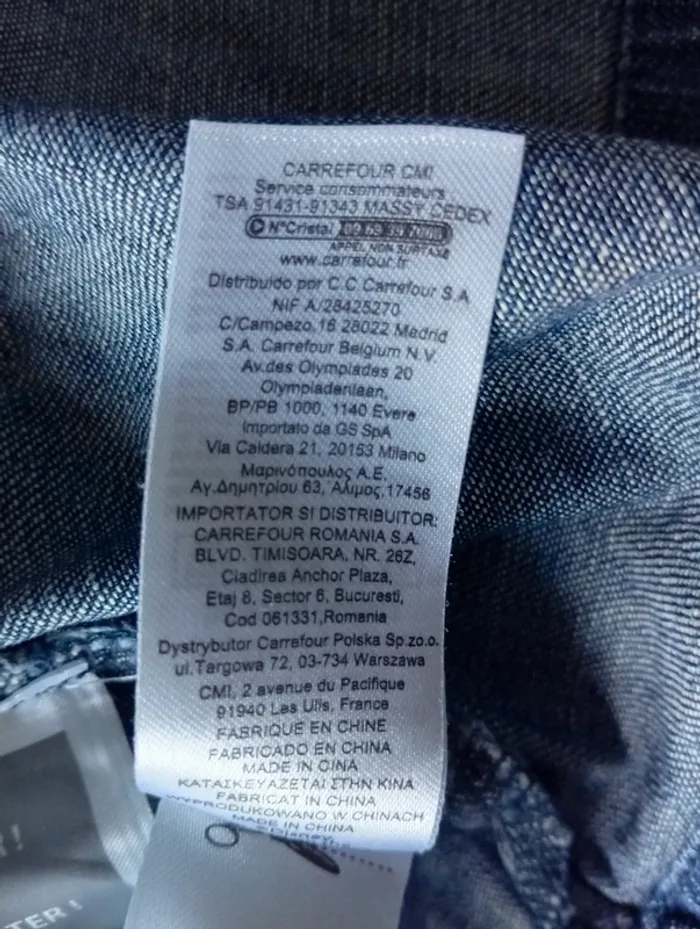 CARREFOUR CMI
Service consommateurs
TSA 91431-91343 MASSY CEDEX
N°Cristal 09 69 39 7000
APPEL NON SURTAXÉ
www.carrefour.fr
Distribuido por C.C.Carrefour S.A
NIF A/28425270
C/Campezo,16 28022 Madrid
S.A. Carrefour Belgium N.V.
Av.des Olympiades 20
Olympiadenlaan,
BP/PB 1000, 1140 Evere
Importato da GS SpA
Via Caldera 21, 20153 Milano
Μαρινόπουλος Α.Ε.
Αγ.Δημητρίου 63, Άλιμος,17456
IMPORTATOR SI DISTRIBUITOR:
CARREFOUR ROMANIA S.A.
BLVD. TIMISOARA, NR. 26Z,
Cladirea Anchor Plaza,
Etaj 8, Sector 6, Bucuresti,
Cod 061331,Romania
Dystrybutor Carrefour Polska Sp.zo.o.
ul.Targowa 72, 03-734 Warszawa
CMI, 2 avenue du Pacifique
91940 Les Ulis, France
FABRIQUÉ EN CHINE
FABRICADO EN CHINA
MADE IN CINA
ΚΑΤΑΣΚΕΥΑΖΕΤΑΙ ΣΤΗΝ ΚΙΝΑ
FABRICAT IN CHINA
WYPRODUKOWANO W CHINACH
MADE IN CHINA
©Disney